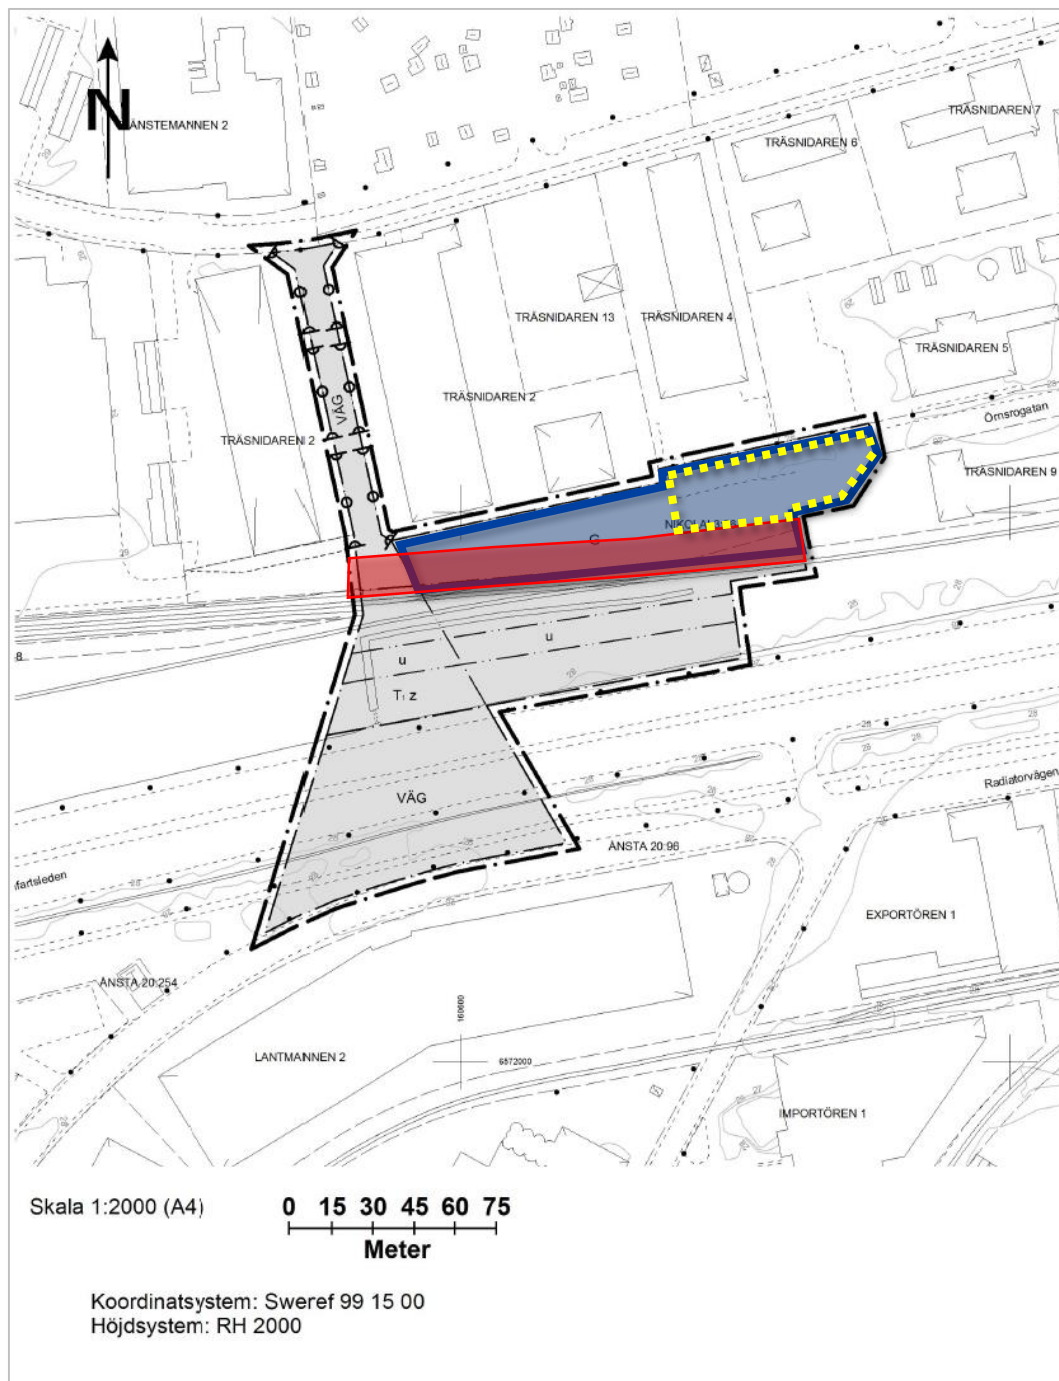 N
TRÄSNIDAREN 7
TRÄSNIDAREN 6
TRÄSNIDAREN 13
TRÄSNIDAREN 4
TRÄSNIDAREN 5
TRÄSNIDAREN 2
VÄG
TRÄSNIDAREN 2
Örnsrogatan
TRÄSNIDAREN 9
C
u
u
8
T1 z
VÄG
Radiatorvägen
ÄNSTA 20:96
EXPORTÖREN 1
ÄNSTA 20:254
160600
LANTMANNEN 2
6572000
IMPORTÖREN 1
Skala 1:2000 (A4)
0 15 30 45 60 75
Meter
Koordinatsystem: Sweref 99 15 00
Höjdsystem: RH 2000